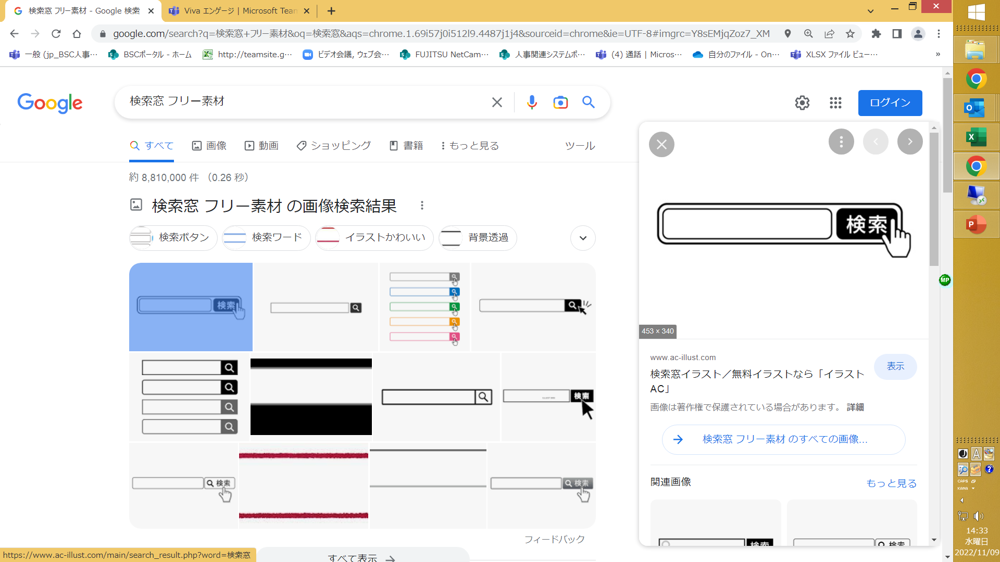 検索窓 フリー素材 - Google 検索
Viva エンゲージ | Microsoft Team
google.com/search?q=検索窓+フリー素材&oq=検索窓&aqs=chrome.1.69i57j0i512l9.4487j1j4&sourceid=chrome&ie=UTF-8#imgrc=Y8sEMjqZoz7_XM
一般 (jp_BSC人事…
BSCポータル - ホーム
http://teamsite.g…
ビデオ会議, ウェブ会…
FUJITSU NetCam…
人事関連システムポ…
(4) 通話 | Micros…
自分のファイル - On…
XLSX ファイル ビュー…
»
Google
検索窓 フリー素材
ログイン
すべて
画像
動画
ショッピング
書籍
もっと見る
ツール
約 8,810,000 件 （0.26 秒）
検索窓 フリー素材 の画像検索結果
検索ボタン
検索ワード
イラストかわいい
背景透過
検索
検索
検索
検索
フィードバック
すべて表示
検索
453 × 340
www.ac-illust.com
検索窓イラスト／無料イラストなら「イラスト
AC」
表示
画像は著作権で保護されている場合があります。 詳細
検索窓 フリー素材 のすべての画像…
関連画像
もっと見る
検索
検索
https://www.ac-illust.com/main/search_result.php?word=検索窓
MP
A
CAPS
KANA
14:33
水曜日
2022/11/09